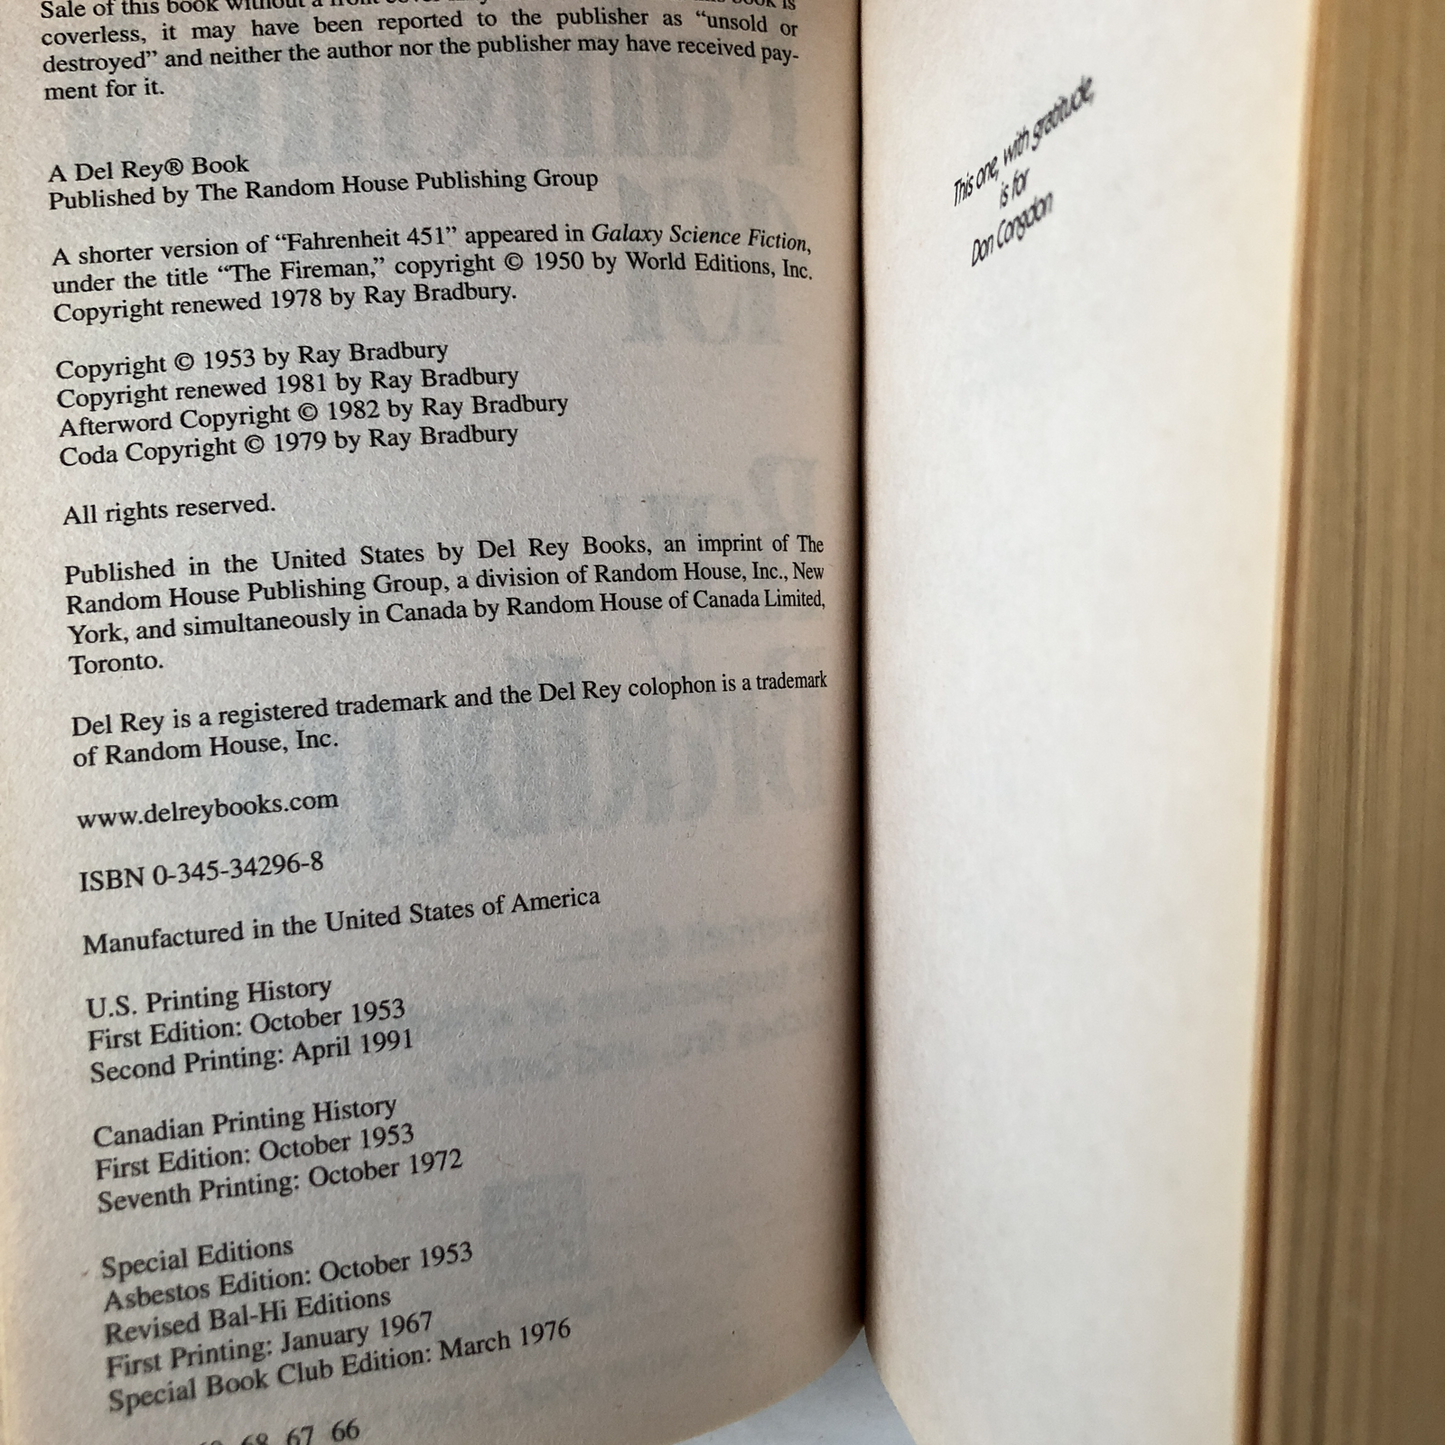 Sale of this book without a front
coverless, it may have been reported to the publisher as “unsold or
destroyed” and neither the author nor the publisher may have received pay-
ment for it.
A Del Rey® Book
Published by The Random House Publishing Group
A shorter version of “Fahrenheit 451” appeared in Galaxy Science Fiction,
under the title “The Fireman,” copyright © 1950 by World Editions, Inc.
Copyright renewed 1978 by Ray Bradbury.
Copyright © 1953 by Ray Bradbury
Copyright renewed 1981 by Ray Bradbury
Afterword Copyright © 1982 by Ray Bradbury
Coda Copyright © 1979 by Ray Bradbury
All rights reserved.
Published in the United States by Del Rey Books, an imprint of The
Random House Publishing Group, a division of Random House, Inc., New
York, and simultaneously in Canada by Random House of Canada Limited,
Toronto.
Del Rey is a registered trademark and the Del Rey colophon is a trademark
of Random House, Inc.
www.delreybooks.com
ISBN 0-345-34296-8
Manufactured in the United States of America
U.S. Printing History
First Edition: October 1953
Second Printing: April 1991
Canadian Printing History
First Edition: October 1953
Seventh Printing: October 1972
Special Editions
Asbestos Edition: October 1953
Revised Bal-Hi Editions
First Printing: January 1967
Special Book Club Edition: March 1976
68 67 66
This one, with gratitude,
is for
Don Congdon